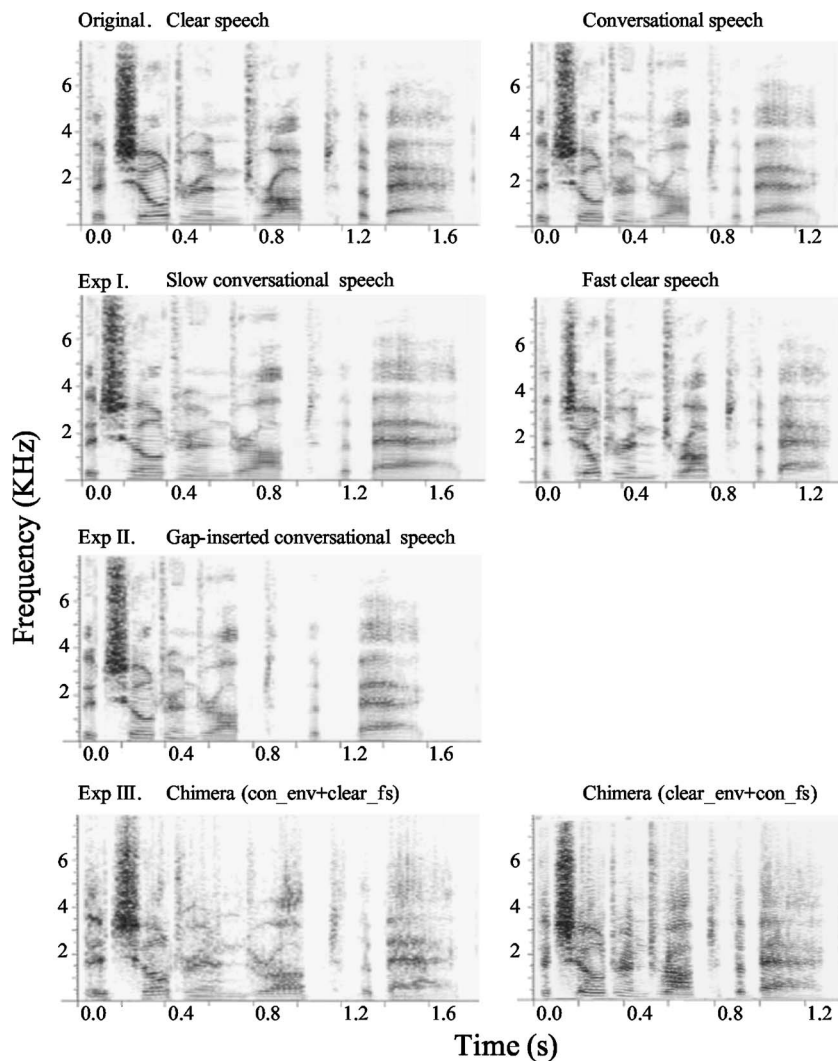 Original. Clear speech
Conversational speech
6
4
2
0.0 0.4 0.8 1.2 1.6
6
4
2
0.0 0.4 0.8 1.2
Exp I. Slow conversational speech
Fast clear speech
6
4
2
0.0 0.4 0.8 1.2 1.6
6
4
2
0.0 0.4 0.8 1.2
Exp II. Gap-inserted conversational speech
6
4
2
0.0 0.4 0.8 1.2 1.6
Exp III. Chimera (con_env+clear_fs)
Chimera (clear_env+con_fs)
6
4
2
0.0 0.4 0.8 1.2 1.6
6
4
2
0.0 0.4 0.8 1.2
Frequency (KHz)
Time (s)